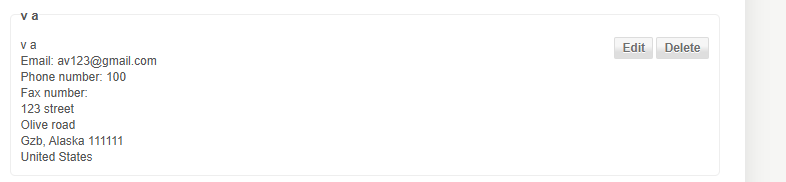 v a
v a
Edit Delete
Email: av123@gmail.com
Phone number: 100
Fax number:
123 street
Olive road
Gzb, Alaska 111111
United States